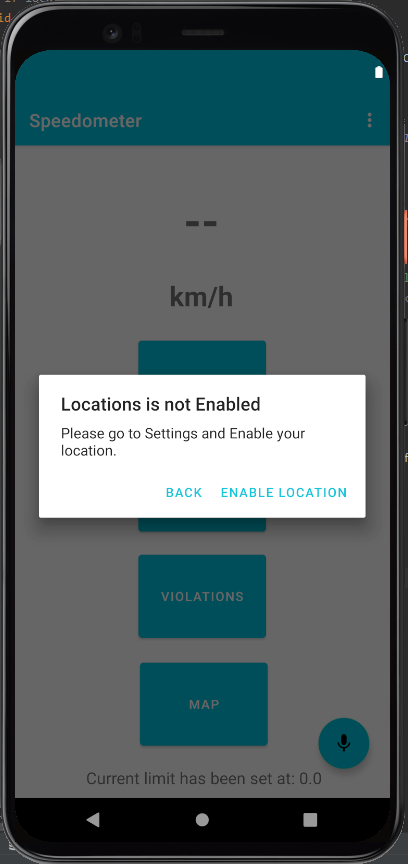 Speedometer
--
km/h
Locations is not Enabled
Please go to Settings and Enable your
location.
BACK ENABLE LOCATION
VIOLATIONS
MAP
Current limit has been set at: 0.0